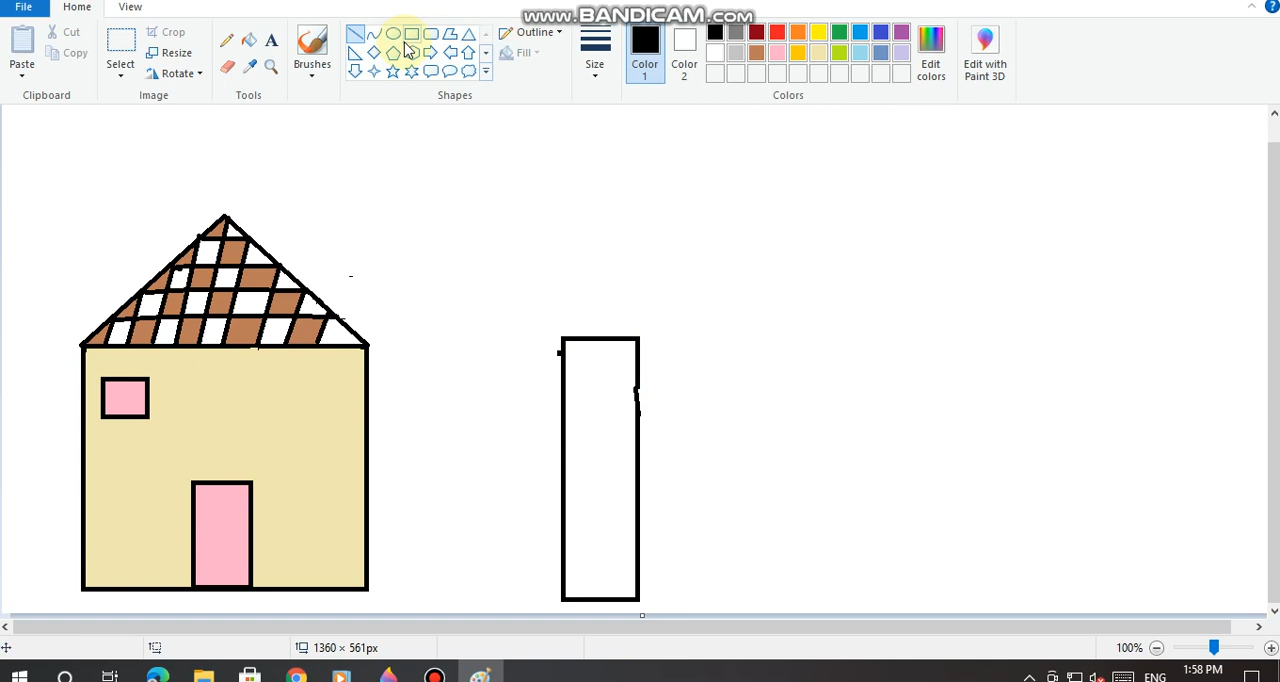 www.BANDICAM.com
File Home View
Paste
Cut
Copy
Clipboard
Select
Crop
Resize
Rotate
Image
Tools
Brushes
Outline
Fill
Shapes
Size
Color 1
Color 2
Edit colors
Colors
Edit with Paint 3D
1360 × 561px
100%
ENG
1:58 PM